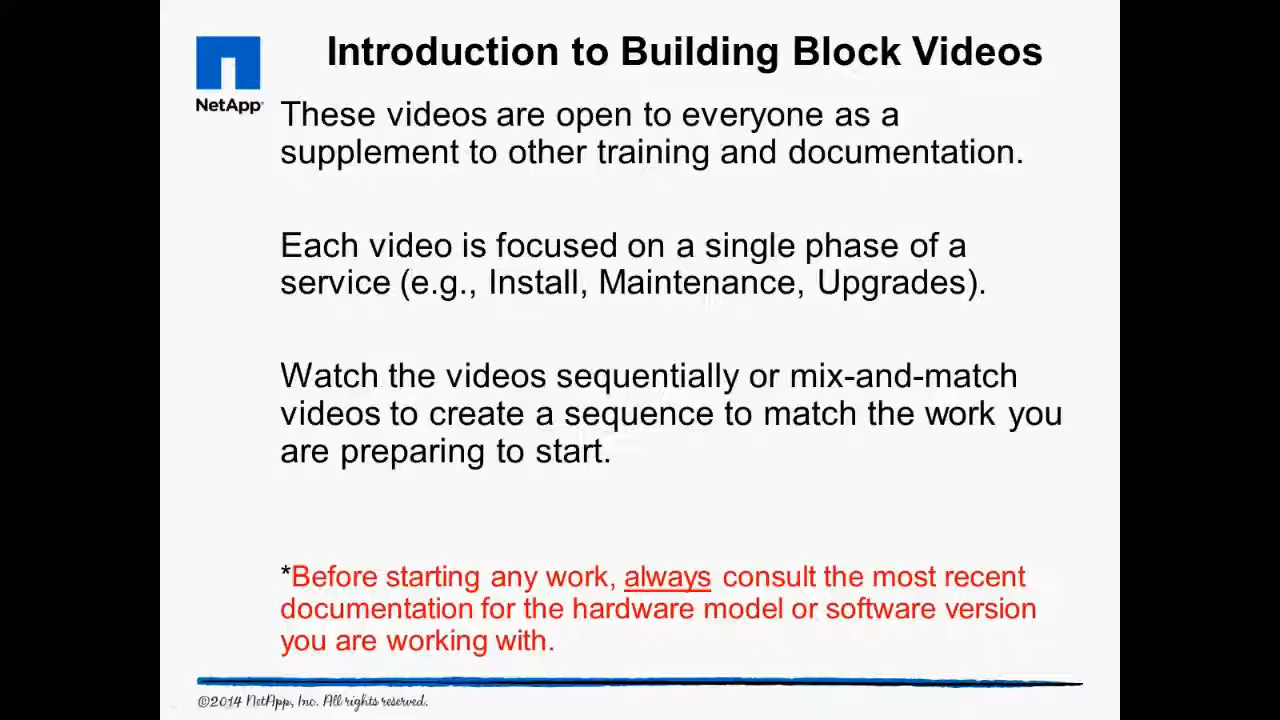 Introduction to Building Block Videos
NetApp
These videos are open to everyone as a
supplement to other training and documentation.
Each video is focused on a single phase of a
service (e.g., Install, Maintenance, Upgrades).
Watch the videos sequentially or mix-and-match
videos to create a sequence to match the work you
are preparing to start.
*Before starting any work, always consult the most recent
documentation for the hardware model or software version
you are working with.
©2014 NetApp, Inc. All rights reserved.